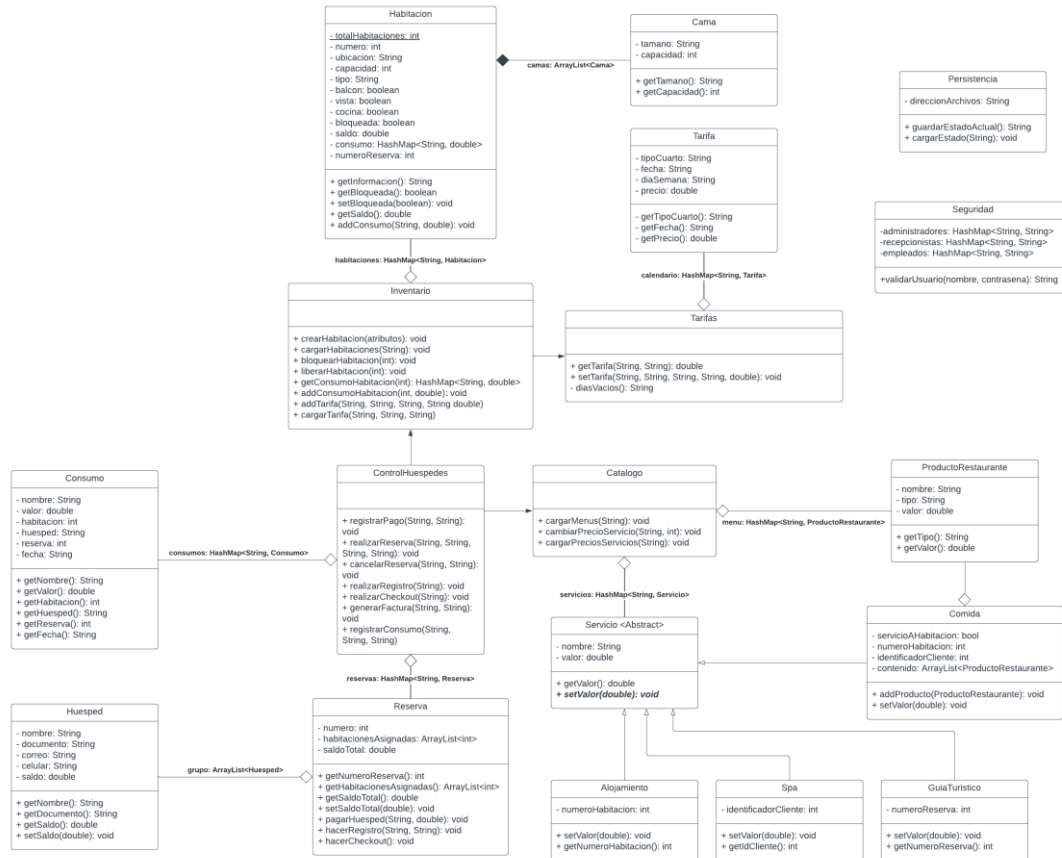 Habitacion
- totalHabitaciones: int
- numero: int
- ubicacion: String
- capacidad: int
- tipo: String
- balcon: boolean
- vista: boolean
- cocina: boolean
- bloqueada: boolean
- saldo: double
- consumo: HashMap<String, double>
- numeroReserva: int
+ getInformacion(): String
+ getBloqueada(): boolean
+ setBloqueada(boolean): void
+ getSaldo(): double
+ addConsumo(String, double): void
camas: ArrayList<Cama>
Cama
- tamano: String
- capacidad: int
+ getTamano(): String
+ getCapacidad(): int
Persistencia
- direccionArchivos: String
+ guardarEstadoActual(): String
+ cargarEstado(String): void
Tarifa
- tipoCuarto: String
- fecha: String
- diaSemana: String
- precio: double
- getTipoCuarto(): String
- getFecha(): String
- getPrecio(): double
Seguridad
-administradores: HashMap<String, String>
-recepcionistas: HashMap<String, String>
-empleados: HashMap<String, String>
+validarUsuario(nombre, contrasena): String
habitaciones: HashMap<String, Habitacion>
calendario: HashMap<String, Tarifa>
Inventario
+ crearHabitacion(atributos): void
+ cargarHabitaciones(String): void
+ bloquearHabitacion(int): void
+ liberarHabitacion(int): void
+ getConsumoHabitacion(int): HashMap<String, double>
+ addConsumoHabitacion(int, double): void
+ addTarifa(String, String, String, String double)
+ cargarTarifa(String, String, String)
Tarifas
+ getTarifa(String, String): double
+ setTarifa(String, String, String, String, double): void
- diasVacios(): String
Consumo
- nombre: String
- valor: double
- habitacion: int
- huesped: String
- reserva: int
- fecha: String
+ getNombre(): String
+ getValor(): double
+ getHabitacion(): int
+ getHuesped(): String
+ getReserva(): int
+ getFecha(): String
consumos: HashMap<String, Consumo>
ControlHuespedes
+ registrarPago(String, String):
void
+ realizarReserva(String, String,
String, String): void
+ cancelarReserva(String, String):
void
+ realizarRegistro(String): void
+ realizarCheckout(String): void
+ generarFactura(String, String):
void
+ registrarConsumo(String,
String, String)
Catalogo
+ cargarMenus(String): void
+ cambiarPrecioServicio(String, int): void
+ cargarPreciosServicios(String): void
menu: HashMap<String, ProductoRestaurante>
ProductoRestaurante
- nombre: String
- tipo: String
- valor: double
+ getTipo(): String
+ getValor(): double
servicios: HashMap<String, Servicio>
Servicio <Abstract>
- nombre: String
- valor: double
+ getValor(): double
+ setValor(double): void
Comida
- servicioAHabitacion: bool
- numeroHabitacion: int
- identificadorCliente: int
- contenido: ArrayList<ProductoRestaurante>
+ addProducto(ProductoRestaurante): void
+ setValor(double): void
reservas: HashMap<String, Reserva>
Huesped
- nombre: String
- documento: String
- correo: String
- celular: String
- saldo: double
+ getNombre(): String
+ getDocumento(): String
+ getSaldo(): double
+ setSaldo(double): void
grupo: ArrayList<Huesped>
Reserva
- numero: int
- habitacionesAsignadas: ArrayList<int>
- saldoTotal: double
+ getNumeroReserva(): int
+ getHabitacionesAsignadas(): ArrayList<int>
+ getSaldoTotal(): double
+ setSaldoTotal(double): void
+ pagarHuesped(String, double): void
+ hacerRegistro(String, String): void
+ hacerCheckout(): void
Alojamiento
- numeroHabitacion: int
+ setValor(double): void
+ getNumeroHabitacion(): int
Spa
- identificadorCliente: int
+ setValor(double): void
+ getIdCliente(): int
GuiaTuristico
- numeroReserva: int
+ setValor(double): void
+ getNumeroReserva(): int